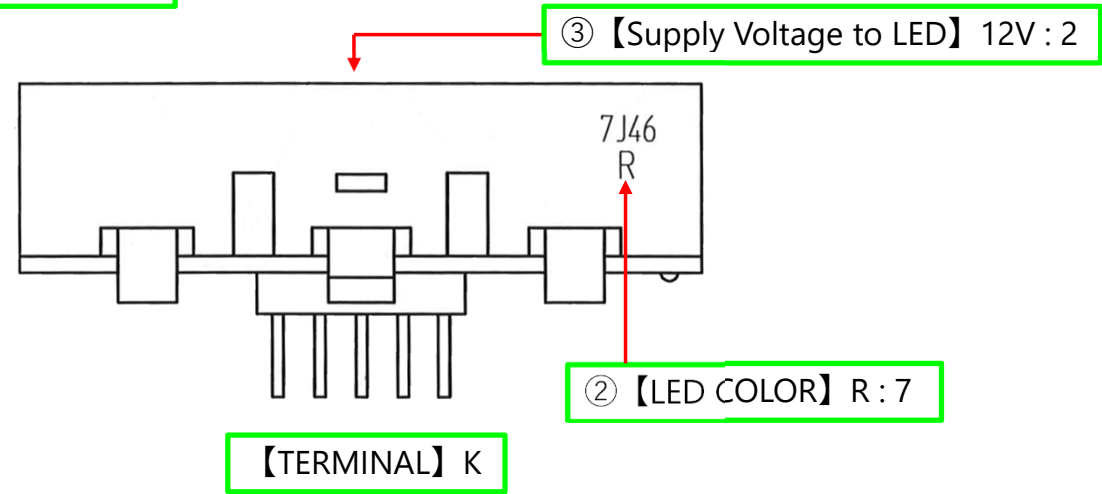 ③【Supply Voltage to LED】12V : 2
7J46
R
②【LED COLOR】R : 7
【TERMINAL】K